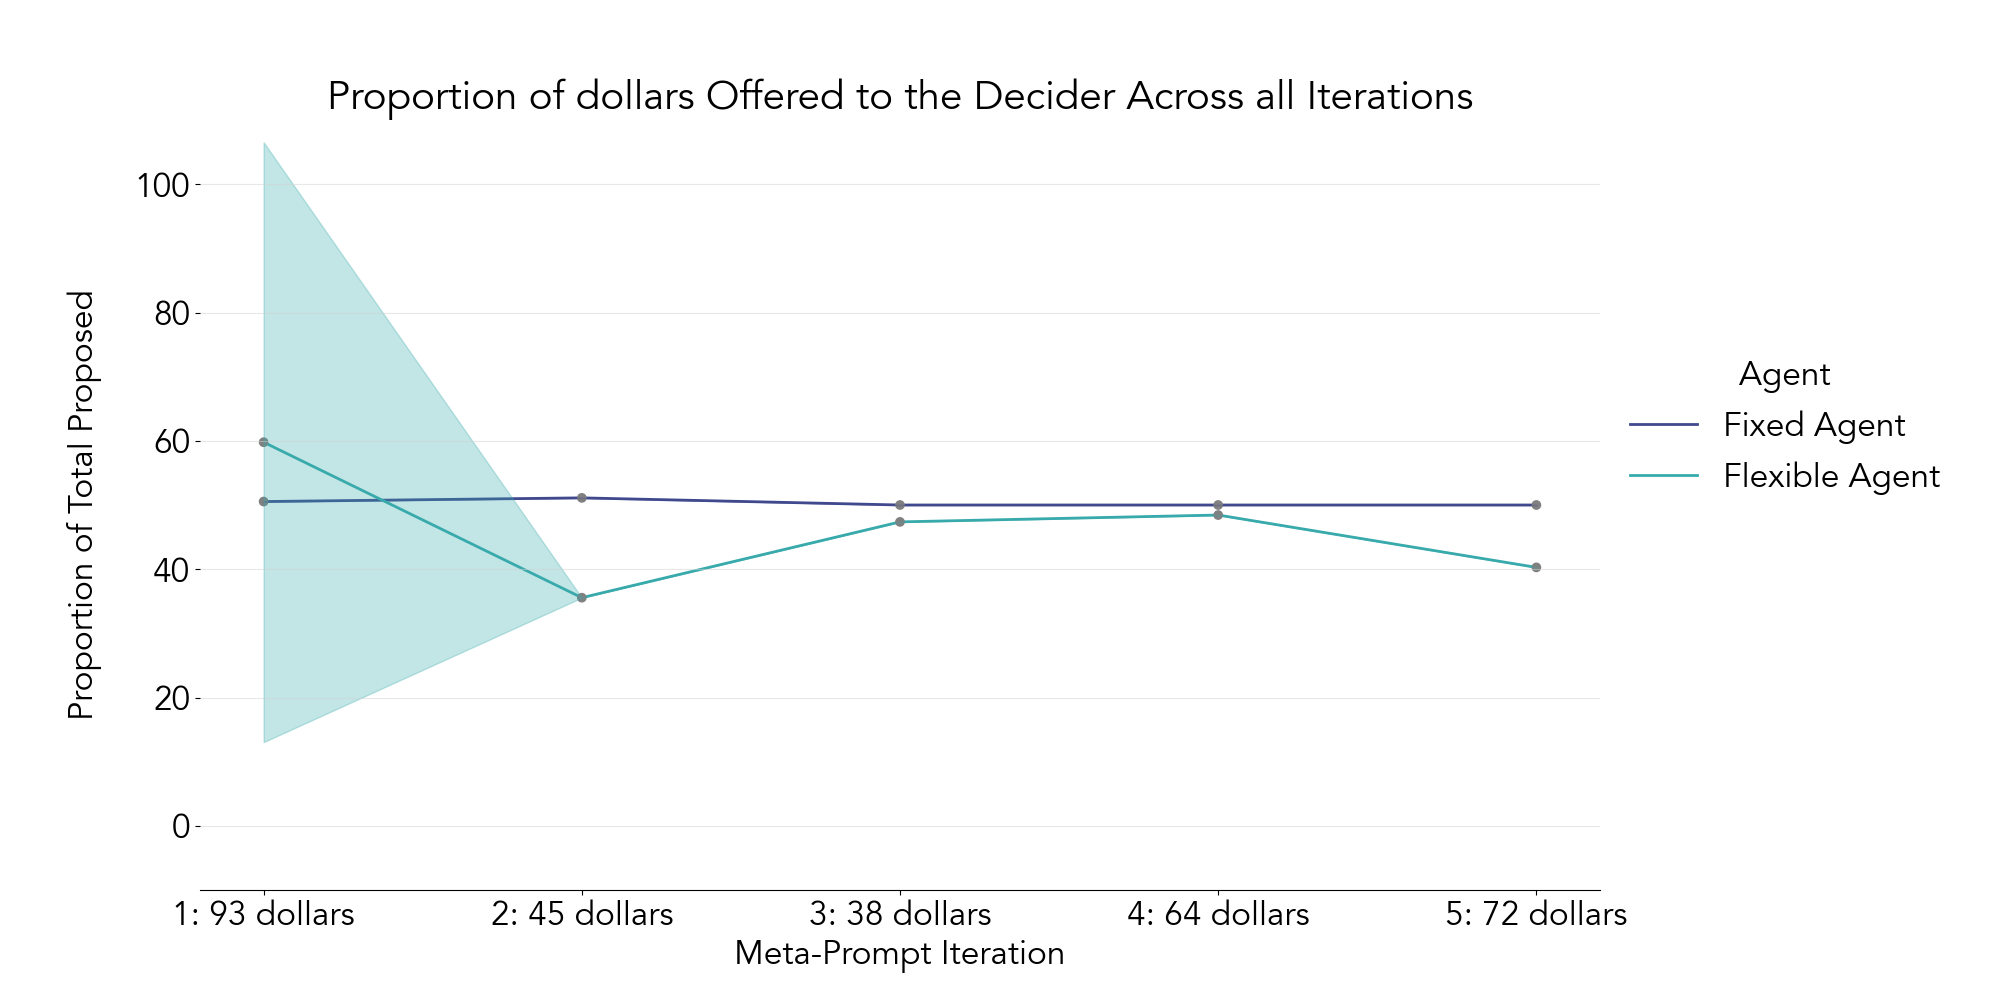 Proportion of dollars Offered to the Decider Across all Iterations
100
80
60
40
20
0
Proportion of Total Proposed
1: 93 dollars
2: 45 dollars
3: 38 dollars
4: 64 dollars
5: 72 dollars
Meta-Prompt Iteration
Agent
Fixed Agent
Flexible Agent